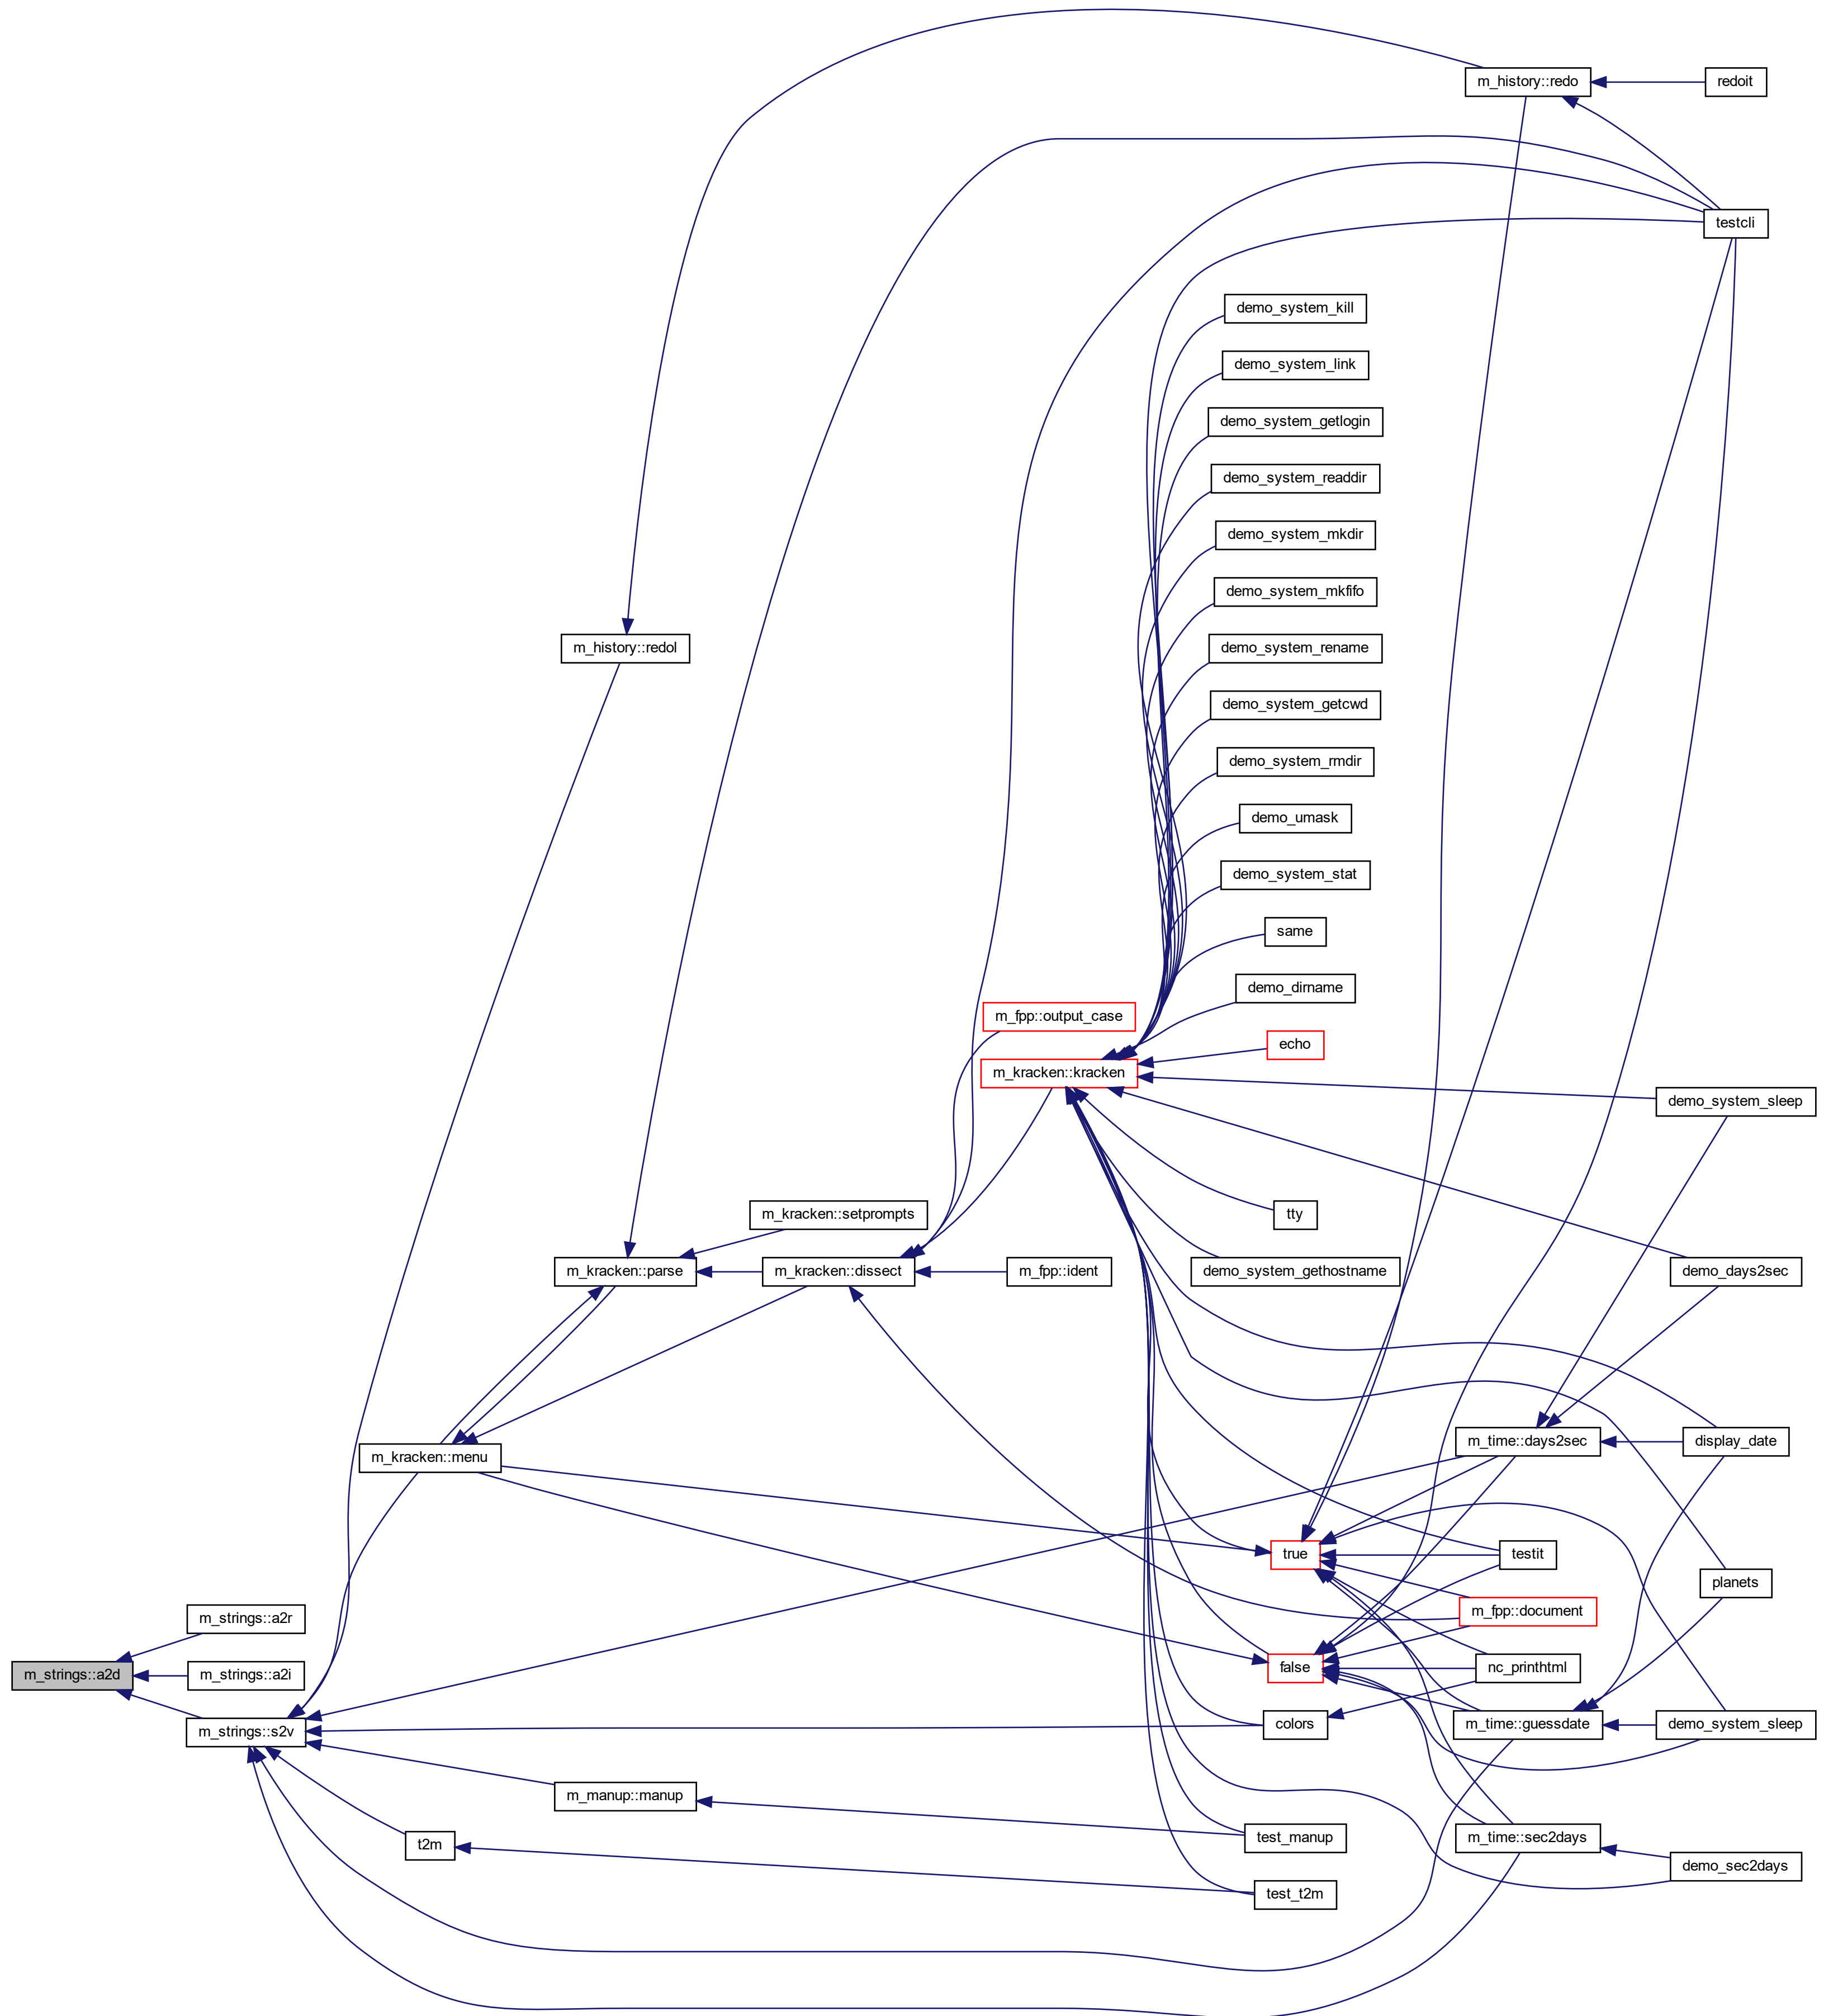 m_history::redo
redoit
testcli
demo_system_kill
demo_system_link
demo_system_getlogin
demo_system_readdir
demo_system_mkdir
demo_system_mkfifo
m_history::redol
demo_system_rename
demo_system_getcwd
demo_system_rmdir
demo_umask
demo_system_stat
same
demo_dirname
m_fpp::output_case
echo
m_kracken::kracken
demo_system_sleep
m_kracken::setprompts
tty
m_kracken::parse
m_kracken::dissect
m_fpp::ident
demo_system_gethostname
demo_days2sec
m_kracken::menu
m_time::days2sec
display_date
true
testit
planets
m_strings::a2r
m_fpp::document
m_strings::a2d
m_strings::a2i
false
nc_printhtml
m_strings::s2v
colors
m_time::guessdate
demo_system_sleep
m_manup::manup
t2m
test_manup
m_time::sec2days
demo_sec2days
test_t2m